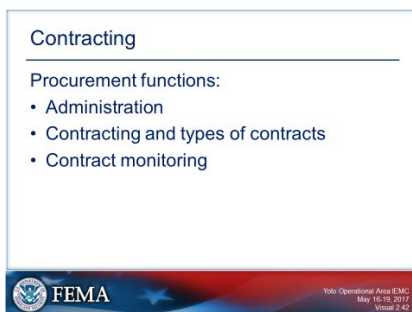 Contracting
Procurement functions:
• Administration
• Contracting and types of contracts
• Contract monitoring
FEMA
Yolo Operational Area IEMC
May 16-19, 2017
Visual 2.42